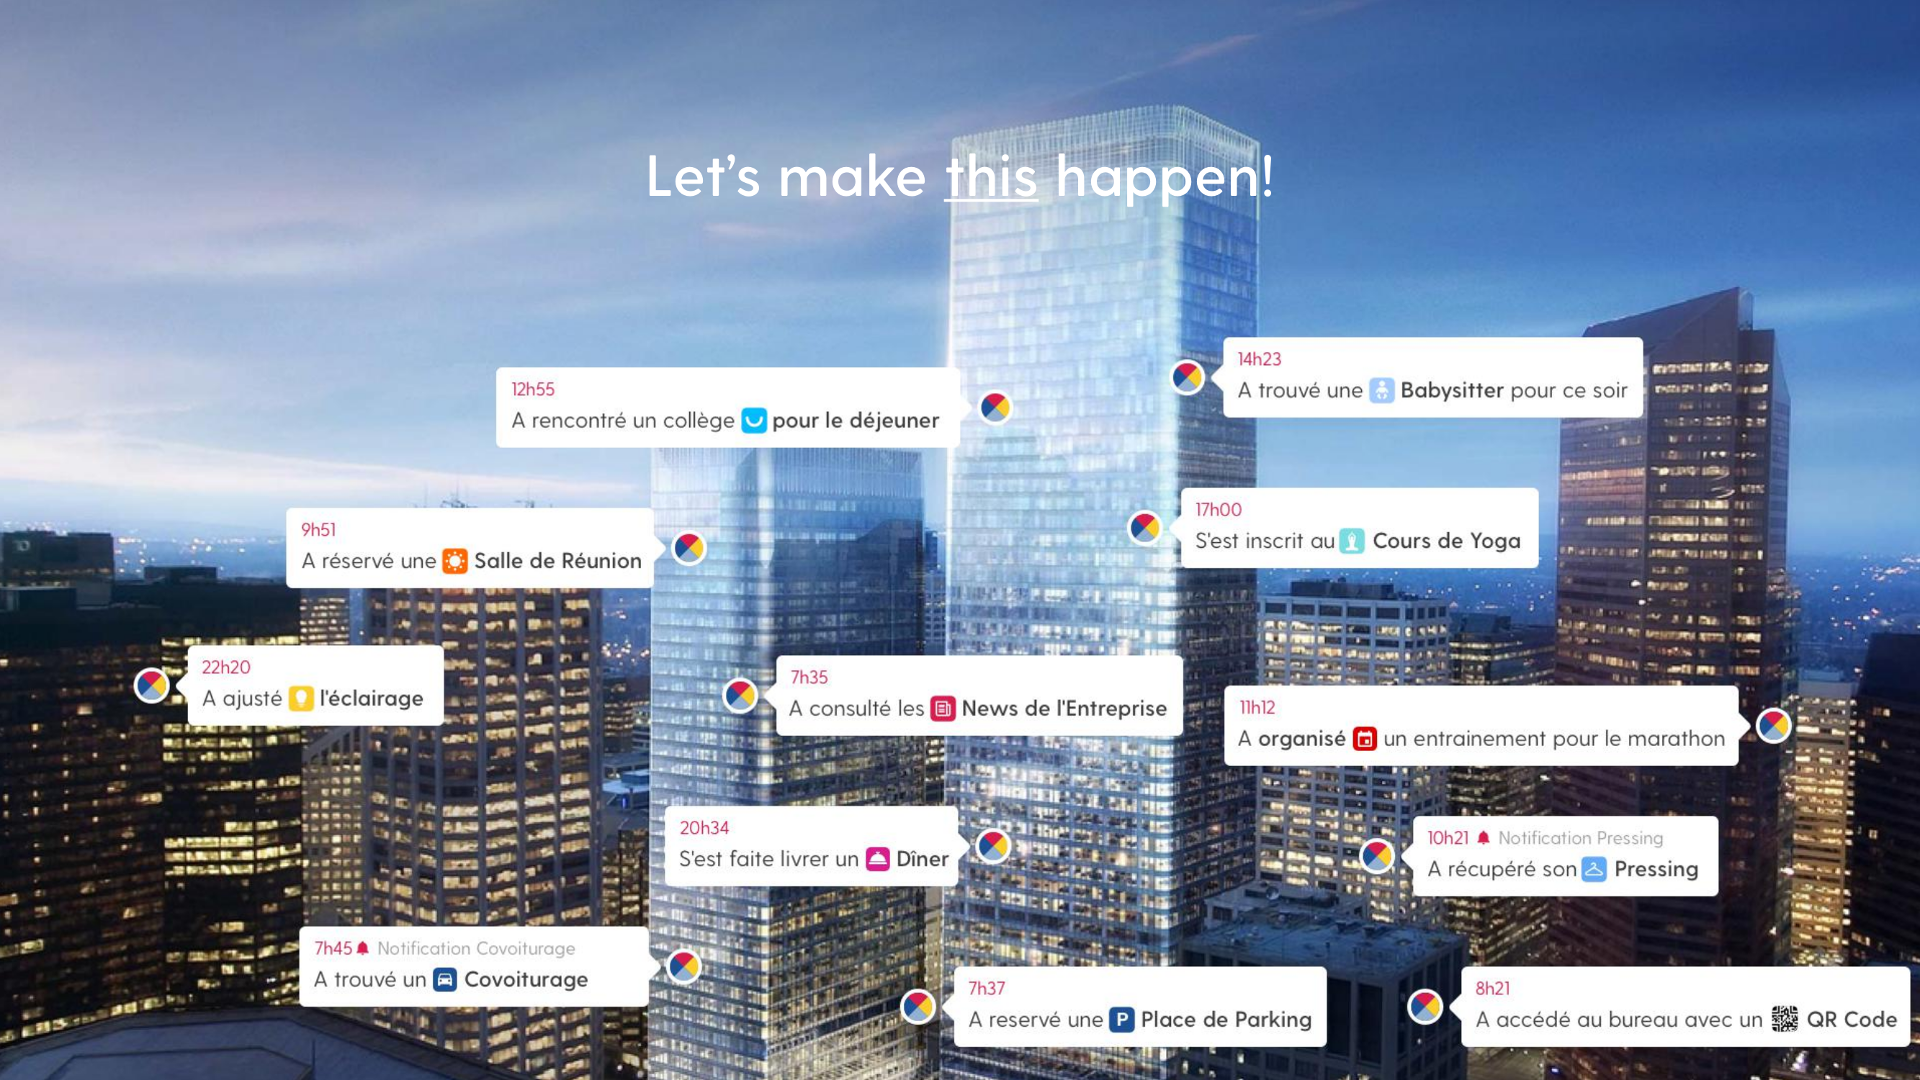 Let's make this happen!
14h23
A trouvé une Babysitter pour ce soir
12h55
A rencontré un collège pour le déjeuner
17h00
S'est inscrit au Cours de Yoga
9h51
A réservé une Salle de Réunion
22h20
A ajusté l'éclairage
7h35
A consulté les News de l'Entreprise
11h12
A organisé un entrainement pour le marathon
20h34
S'est faite livrer un Dîner
10h21 Notification Pressing
A récupéré son Pressing
7h45 Notification Covoiturage
A trouvé un Covoiturage
7h37
A reservé une P Place de Parking
8h21
A accédé au bureau avec un QR Code